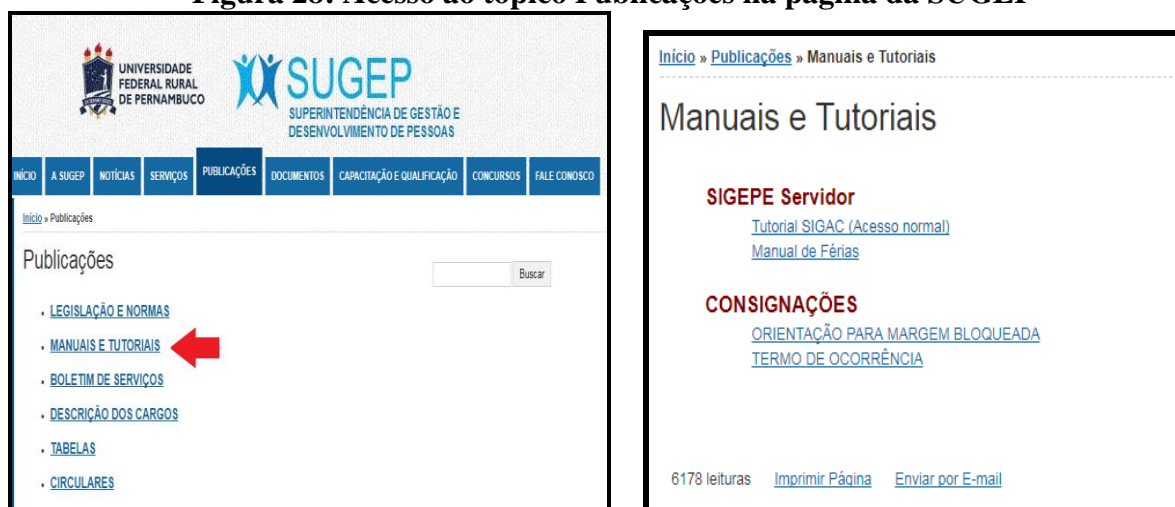 Figura 28: Acesso ao tópico Publicações na página da SUGEP
UNIVERSIDADE
FEDERAL RURAL
DE PERNAMBUCO
SUGEP
SUPERINTENDÊNCIA DE GESTÃO E
DESENVOLVIMENTO DE PESSOAS
INÍCIO A SUGEP NOTÍCIAS SERVIÇOS PUBLICAÇÕES DOCUMENTOS CAPACITAÇÃO E QUALIFICAÇÃO CONCURSOS FALE CONOSCO
Início » Publicações
Publicações
Buscar
• LEGISLAÇÃO E NORMAS
• MANUAIS E TUTORIAIS
• BOLETIM DE SERVIÇOS
• DESCRIÇÃO DOS CARGOS
• TABELAS
• CIRCULARES
Início » Publicações » Manuais e Tutoriais
Manuais e Tutoriais
SIGEPE Servidor
Tutorial SIGAC (Acesso normal)
Manual de Férias
CONSIGNAÇÕES
ORIENTAÇÃO PARA MARGEM BLOQUEADA
TERMO DE OCORRÊNCIA
6178 leituras Imprimir Página Enviar por E-mail